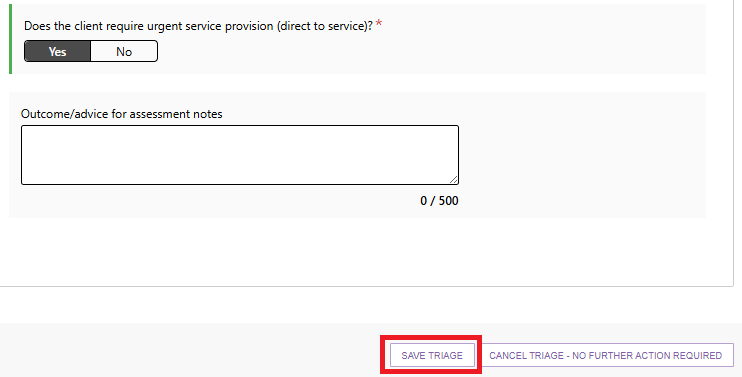 Does the client require urgent service provision (direct to service)? *
Yes No
Outcome/advice for assessment notes
0 / 500
SAVE TRIAGE CANCEL TRIAGE - NO FURTHER ACTION REQUIRED